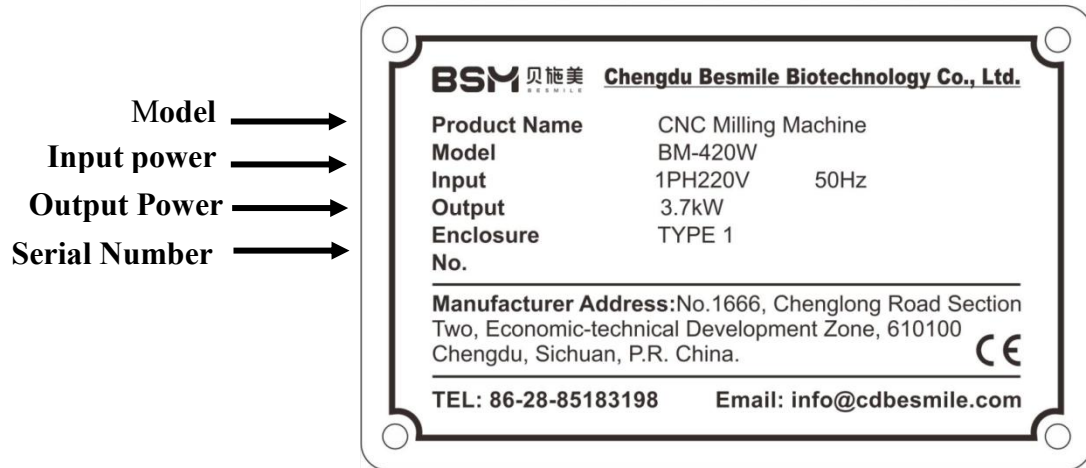 BSM 贝施美 BESMILE Chengdu Besmile Biotechnology Co., Ltd.
Model
Product Name CNC Milling Machine
Input power
Model BM-420W
Input 1PH220V 50Hz
Output Power
Output 3.7kW
Serial Number
Enclosure TYPE 1
No.
Manufacturer Address:No.1666, Chenglong Road Section
Two, Economic-technical Development Zone, 610100
Chengdu, Sichuan, P.R. China. CE
TEL: 86-28-85183198 Email: info@cdbesmile.com